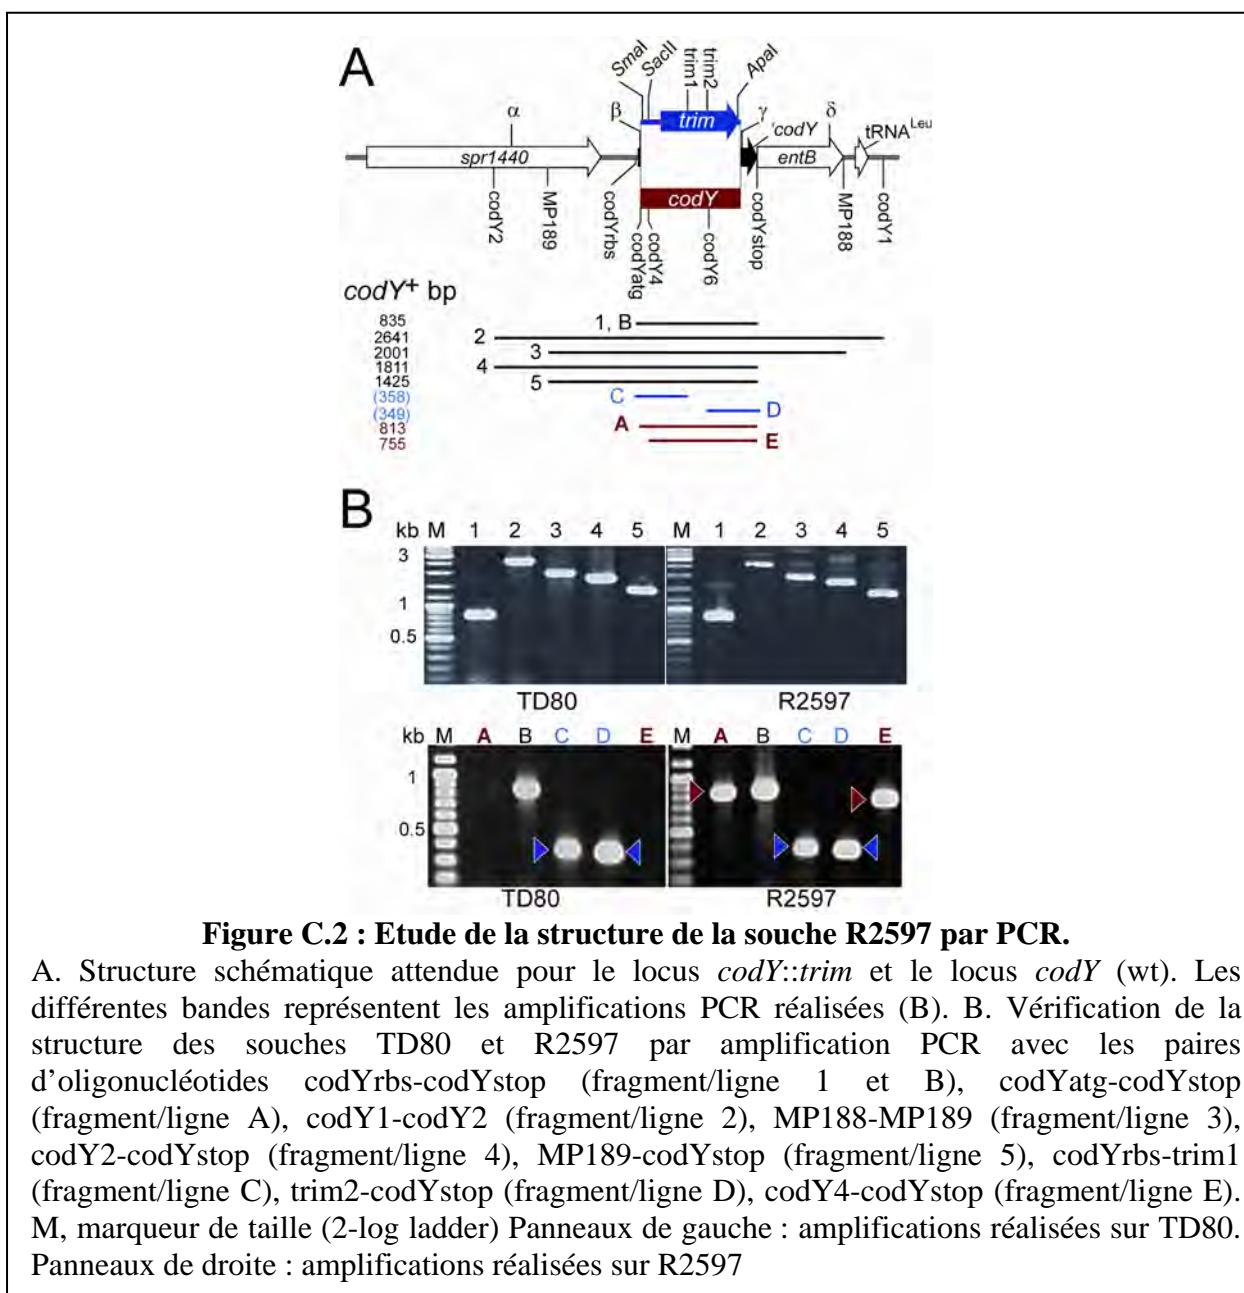 A
SmaI
SacII
trim1
trim2
ApaI
α
β
trim
γ
'codY
δ
tRNALeu
spr1440
entB
codY
codY2
MP189
codYrbs
codYatg
codY4
codY6
codYstop
MP188
codY1
codY+ bp
835
2641
2001
1811
1425
(358)
(349)
813
755
1, B
2
3
4
5
C
D
A
E
B
kb M 1 2 3 4 5 M 1 2 3 4 5
3
1
0.5
TD80 R2597
kb M A B C D E M A B C D E
1
0.5
TD80 R2597
Figure C.2 : Etude de la structure de la souche R2597 par PCR.
A. Structure schématique attendue pour le locus codY::trim et le locus codY (wt). Les
différentes bandes représentent les amplifications PCR réalisées (B). B. Vérification de la
structure des souches TD80 et R2597 par amplification PCR avec les paires
d'oligonucléotides codYrbs-codYstop (fragment/ligne 1 et B), codYatg-codYstop
(fragment/ligne A), codY1-codY2 (fragment/ligne 2), MP188-MP189 (fragment/ligne 3),
codY2-codYstop (fragment/ligne 4), MP189-codYstop (fragment/ligne 5), codYrbs-trim1
(fragment/ligne C), trim2-codYstop (fragment/ligne D), codY4-codYstop (fragment/ligne E).
M, marqueur de taille (2-log ladder) Panneaux de gauche : amplifications réalisées sur TD80.
Panneaux de droite : amplifications réalisées sur R2597